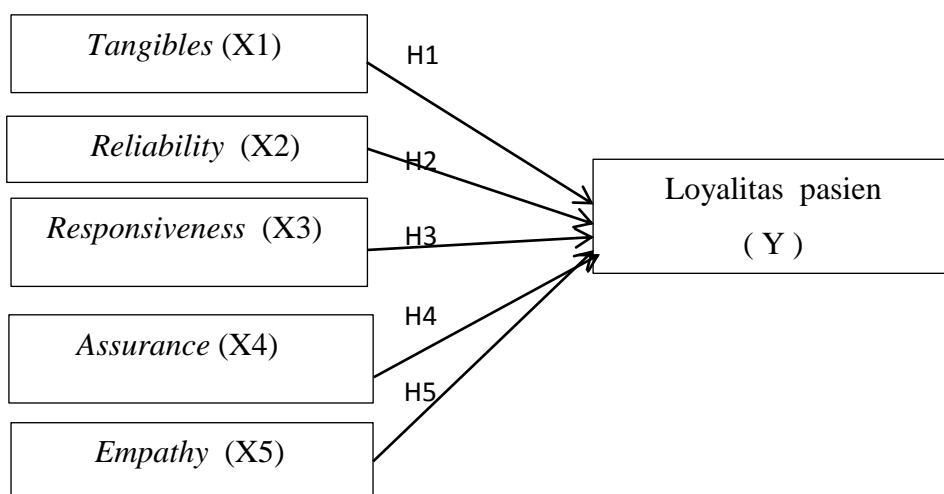 Tangibles (X1)
H1
Reliability (X2)
H2
Responsiveness (X3)
H3
Assurance (X4)
H4
Empathy (X5)
H5
Loyalitas pasien
( Y )